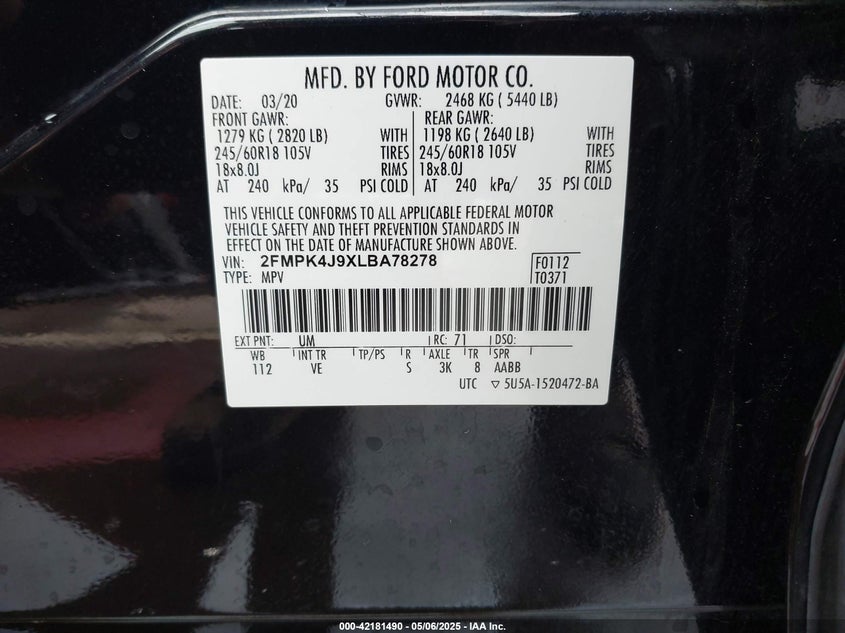 MFD. BY FORD MOTOR CO.
DATE: 03/20 GVWR: 2468 KG ( 5440 LB)
FRONT GAWR: REAR GAWR:
1279 KG ( 2820 LB) WITH 1198 KG ( 2640 LB) WITH
245/60R18 105V TIRES 245/60R18 105V TIRES
18x8.0J RIMS 18x8.0J RIMS
AT 240 kPa/ 35 PSI COLD AT 240 kPa/ 35 PSI COLD
THIS VEHICLE CONFORMS TO ALL APPLICABLE FEDERAL MOTOR
VEHICLE SAFETY AND THEFT PREVENTION STANDARDS IN
EFFECT ON THE DATE OF MANUFACTURE SHOWN ABOVE.
VIN: 2FMPK4J9XLBA78278 F0112
TYPE: MPV T0371
EXT PNT: UM RC: 71 DSO:
WB INT TR TP/PS R AXLE TR SPR
112 VE S 3K 8 AABB
UTC ▽ 5U5A-1520472-BA
000-42181490 - 05/06/2025 - IAA Inc.